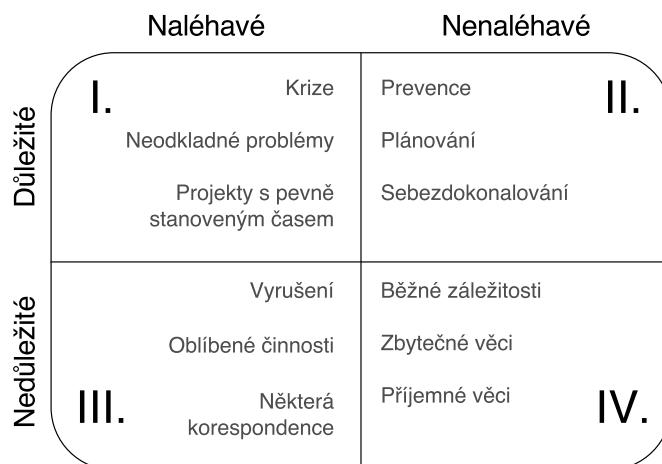 Naléhavé
Nenaléhavé
Důležité
I.
Krize
Neodkladné problémy
Projekty s pevně
stanoveným časem
Prevence
II.
Plánování
Sebezdokonalování
Nedůležité
Vyrušení
Oblíbené činnosti
III.
Některá
korespondence
Běžné záležitosti
Zbytečné věci
Příjemné věci
IV.